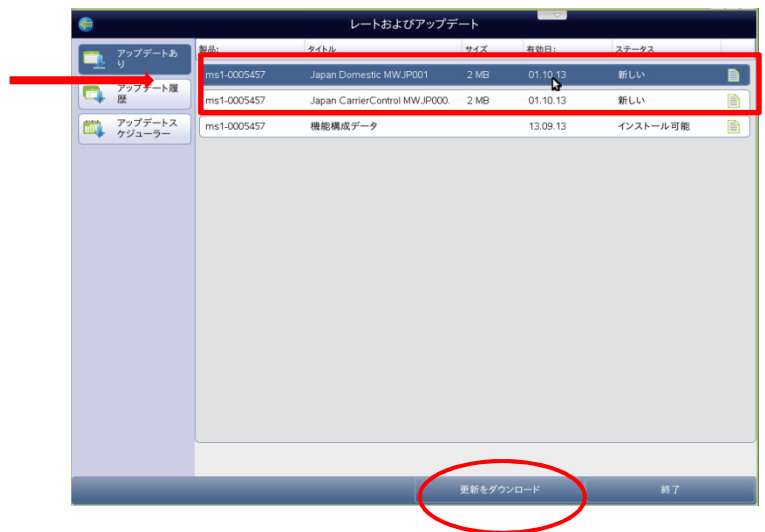 レートおよびアップデート
アップデートあ
り
アップデート履
歴
アップデートス
ケジューラー
製品: タイトル サイズ 有効日: ステータス
ms1-0005457 Japan Domestic MWJP001 2 MB 01.10.13 新しい
ms1-0005457 Japan CarrierControl MWJP000. 2 MB 01.10.13 新しい
ms1-0005457 機能構成データ 13.09.13 インストール可能
更新をダウンロード 終了